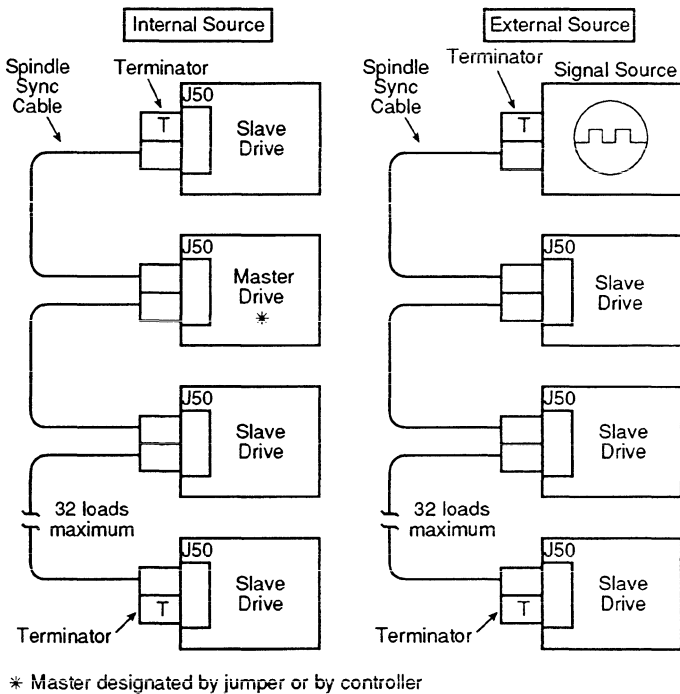 Internal Source
Spindle
Sync
Cable
Terminator
J50
T
Slave
Drive
J50
Master
Drive
*
J50
Slave
Drive
32 loads
maximum
J50
Slave
Drive
T
Terminator
External Source
Spindle
Sync
Cable
Terminator
Signal Source
T
J50
Slave
Drive
J50
Slave
Drive
32 loads
maximum
J50
Slave
Drive
T
Terminator
* Master designated by jumper or by controller